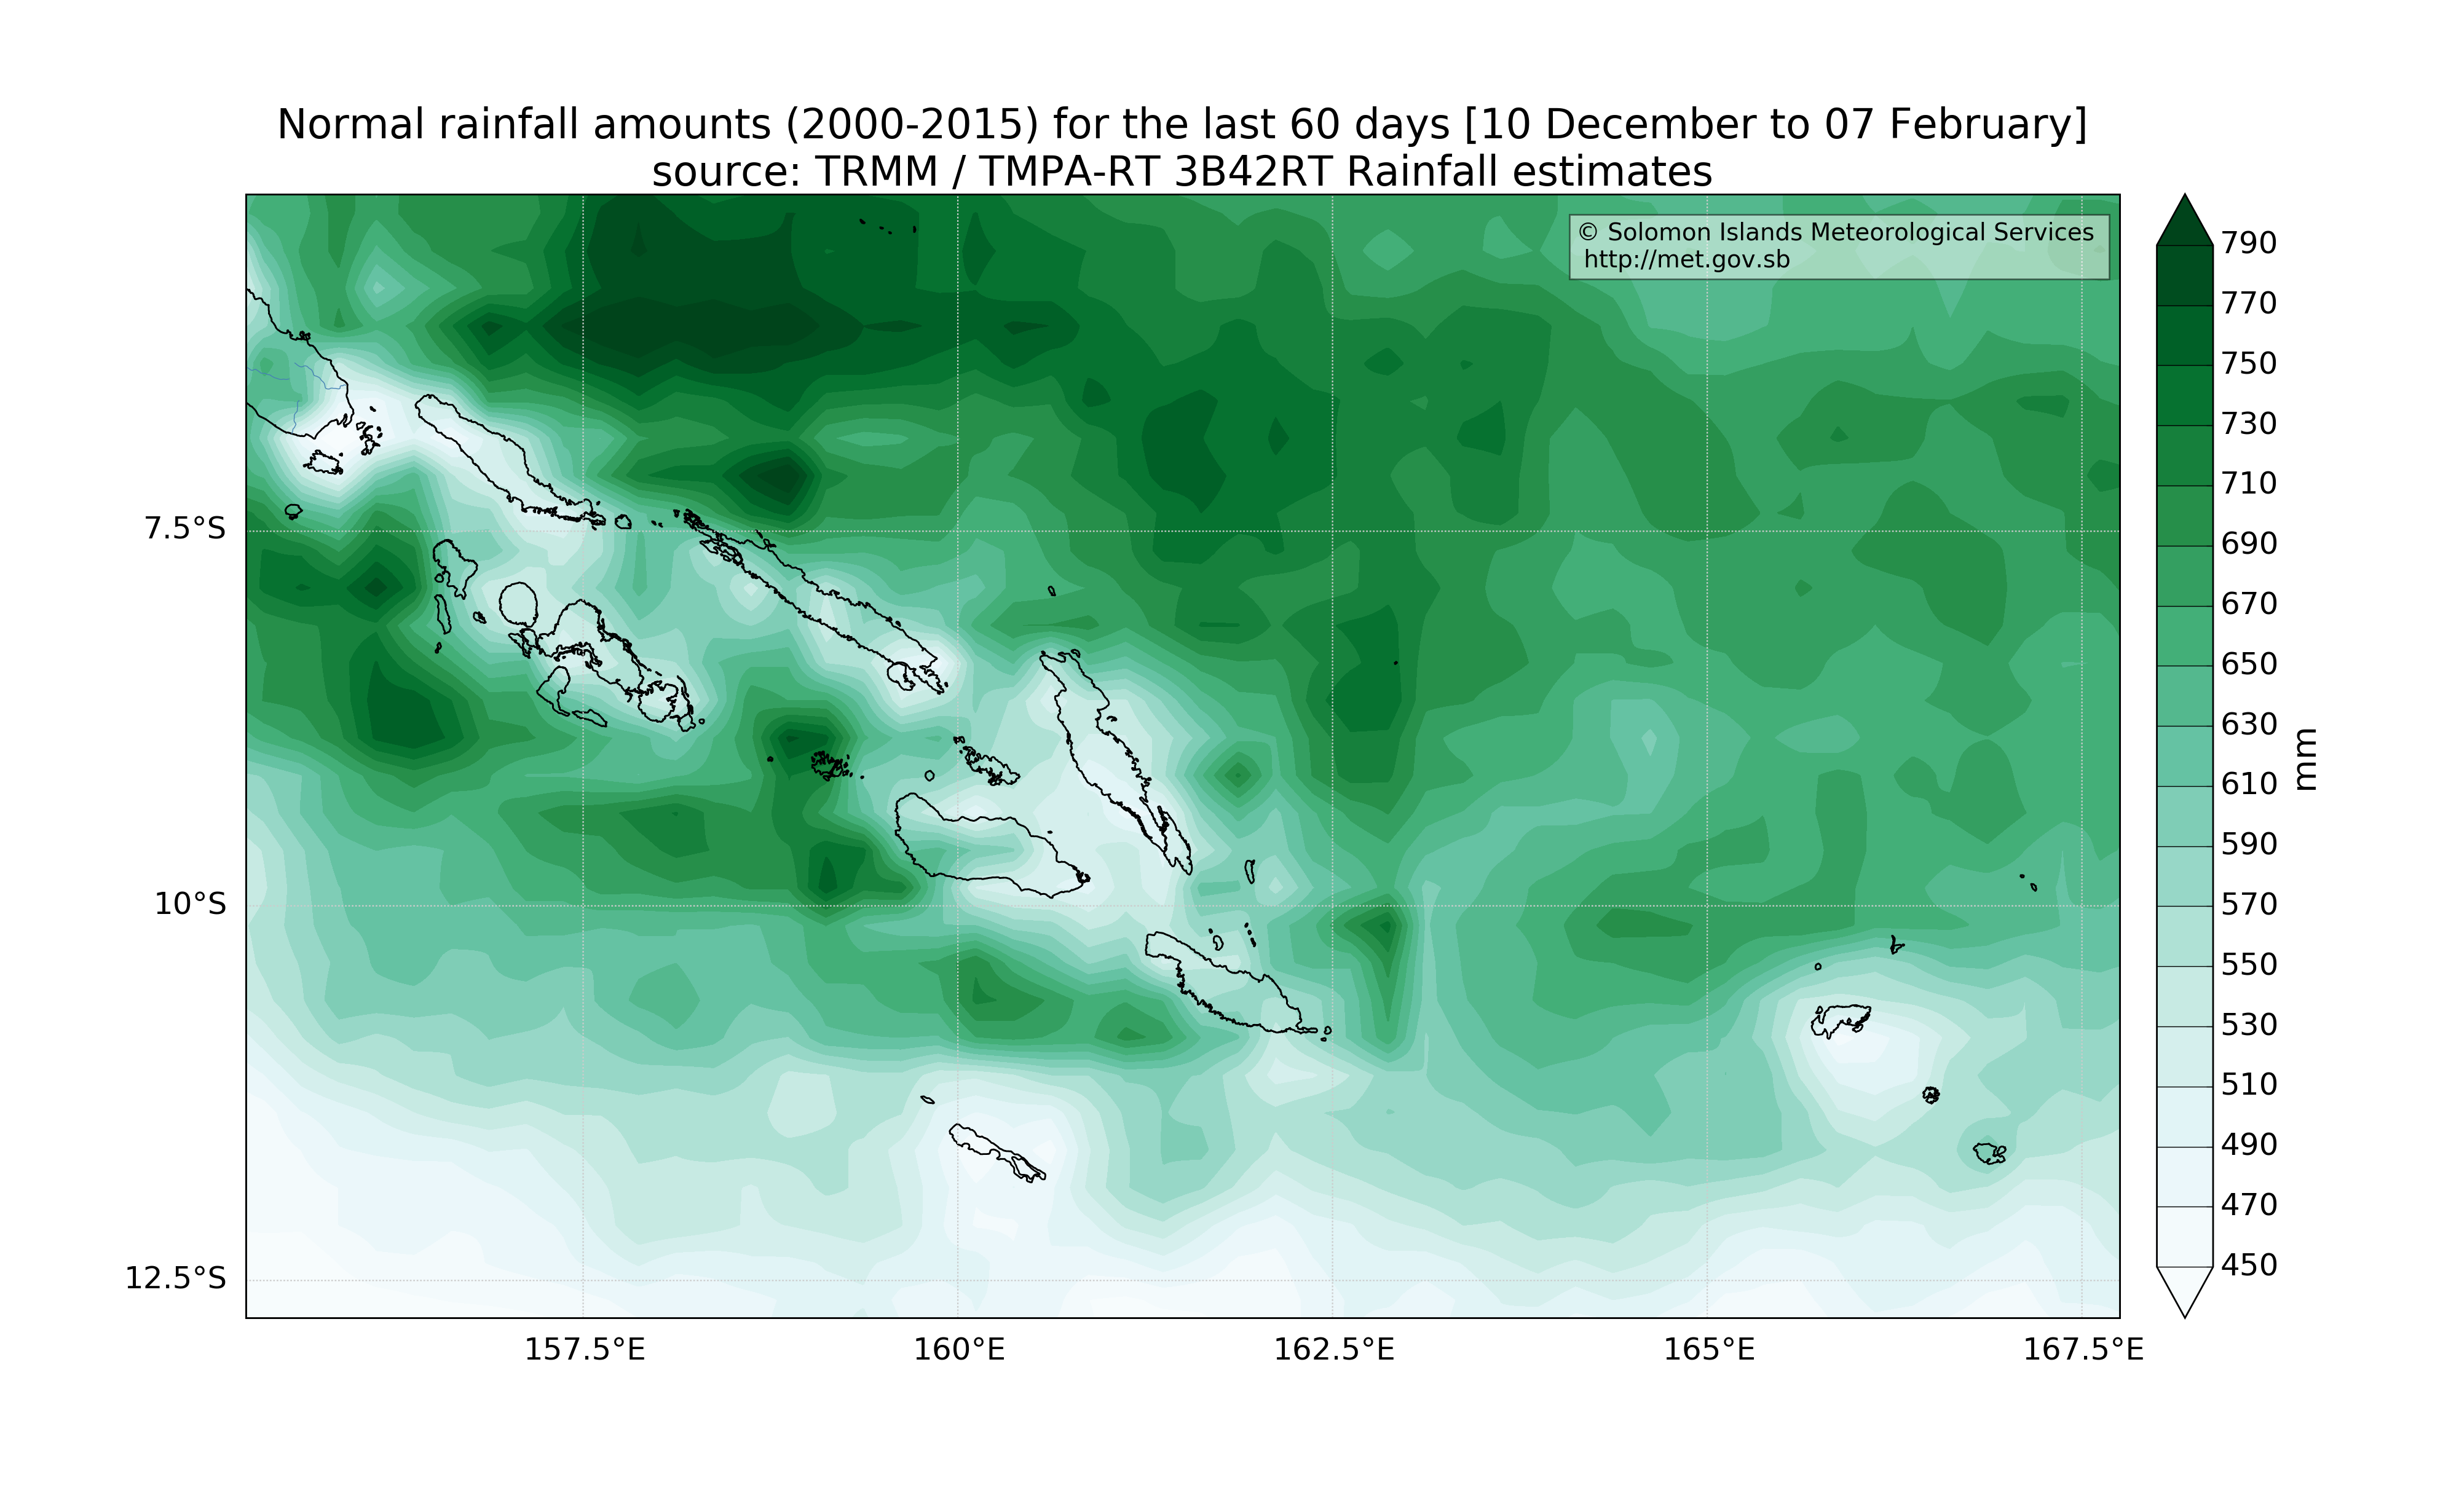 Normal rainfall amounts (2000-2015) for the last 60 days [10 December to 07 February]
source: TRMM / TMPA-RT 3B42RT Rainfall estimates
© Solomon Islands Meteorological Services
http://met.gov.sb
7.5°S
10°S
12.5°S
157.5°E
160°E
162.5°E
165°E
167.5°E
790
770
750
730
710
690
670
650
630
610
590
570
550
530
510
490
470
450
mm